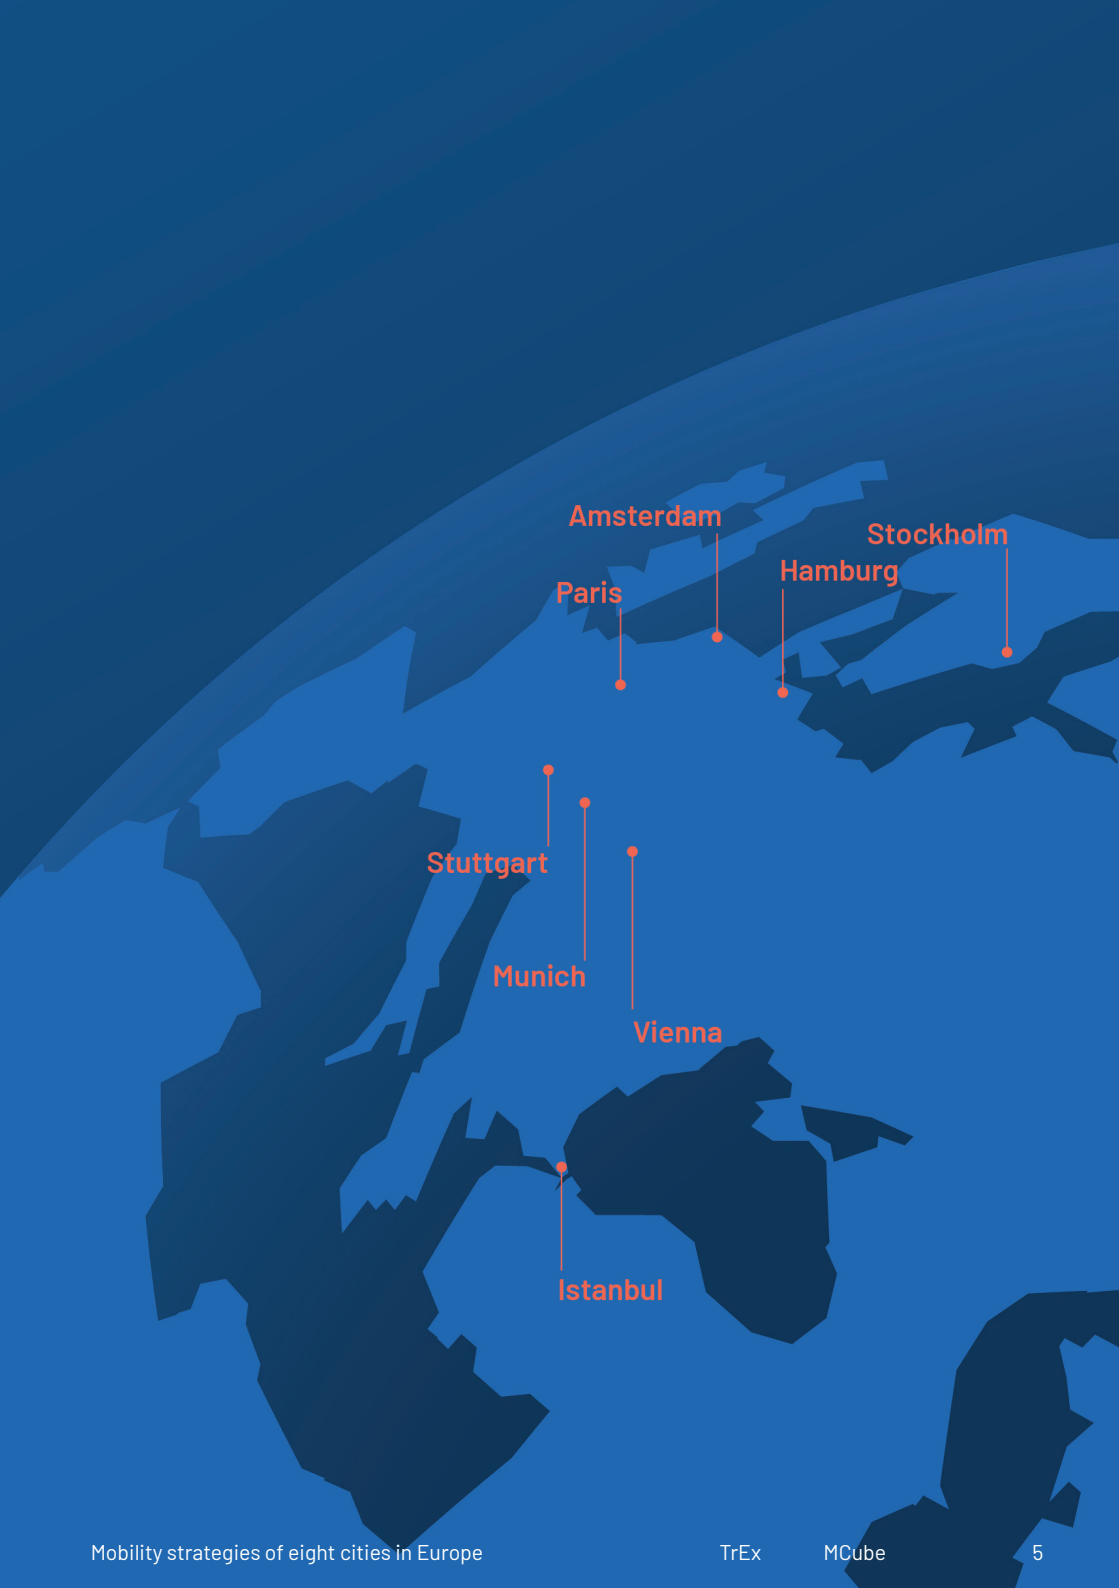 Amsterdam
Stockholm
Hamburg
Paris
Stuttgart
Munich
Vienna
Istanbul
Mobility strategies of eight cities in Europe TrEx MCube 5